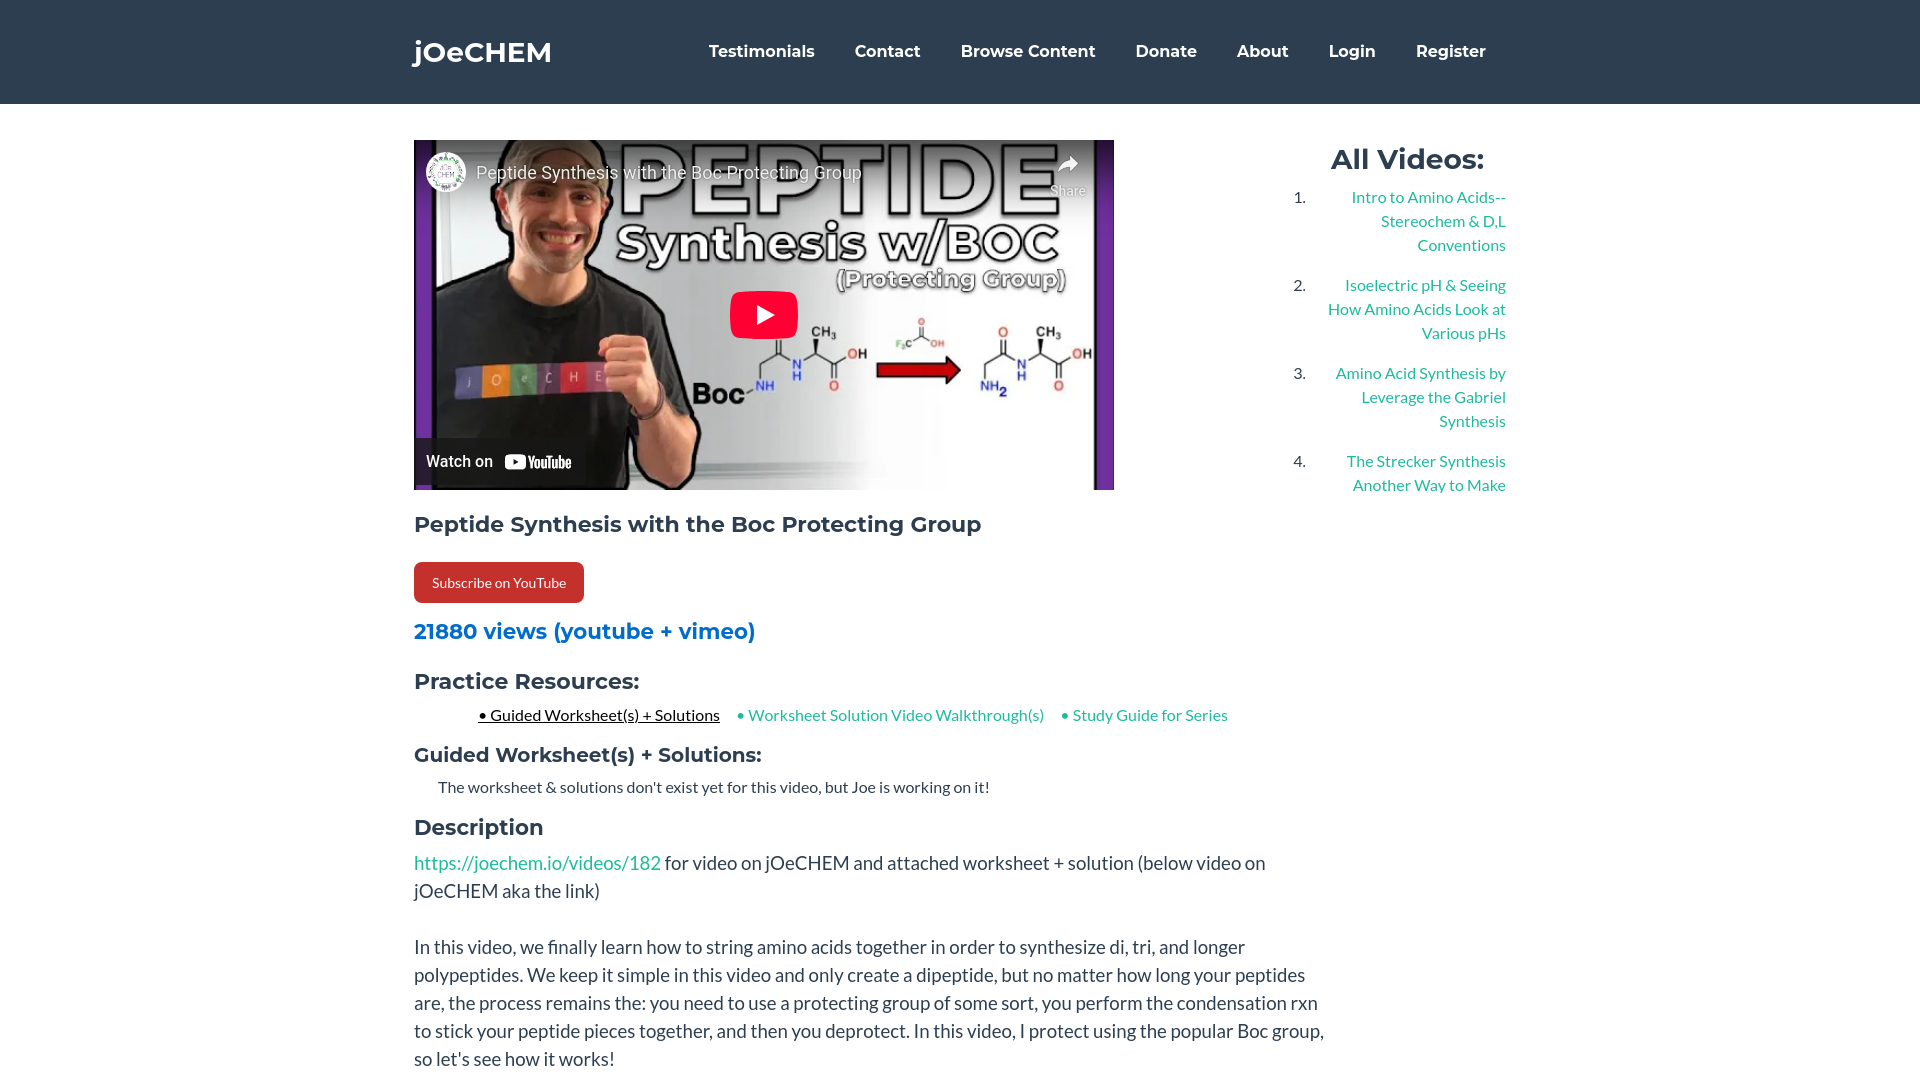 jOeCHEM
Testimonials
Contact
Browse Content
Donate
About
Login
Register
Peptide Synthesis with the Boc Protecting Group
Share
PEPTIDE
Synthesis w/BOC
(Protecting Group)
j O e C H E
Boc
NH
N
H
CH3
OH
O
O
F3C
OH
O
CH3
OH
NH2
N
H
O
Watch on YouTube
All Videos:
1. Intro to Amino Acids--
Stereochem & D,L
Conventions
2. Isoelectric pH & Seeing
How Amino Acids Look at
Various pHs
3. Amino Acid Synthesis by
Leverage the Gabriel
Synthesis
4. The Strecker Synthesis
Another Way to Make
Peptide Synthesis with the Boc Protecting Group
Subscribe on YouTube
21880 views (youtube + vimeo)
Practice Resources:
• Guided Worksheet(s) + Solutions • Worksheet Solution Video Walkthrough(s) • Study Guide for Series
Guided Worksheet(s) + Solutions:
The worksheet & solutions don't exist yet for this video, but Joe is working on it!
Description
https://joechem.io/videos/182 for video on jOeCHEM and attached worksheet + solution (below video on
jOeCHEM aka the link)
In this video, we finally learn how to string amino acids together in order to synthesize di, tri, and longer
polypeptides. We keep it simple in this video and only create a dipeptide, but no matter how long your peptides
are, the process remains the: you need to use a protecting group of some sort, you perform the condensation rxn
to stick your peptide pieces together, and then you deprotect. In this video, I protect using the popular Boc group,
so let's see how it works!